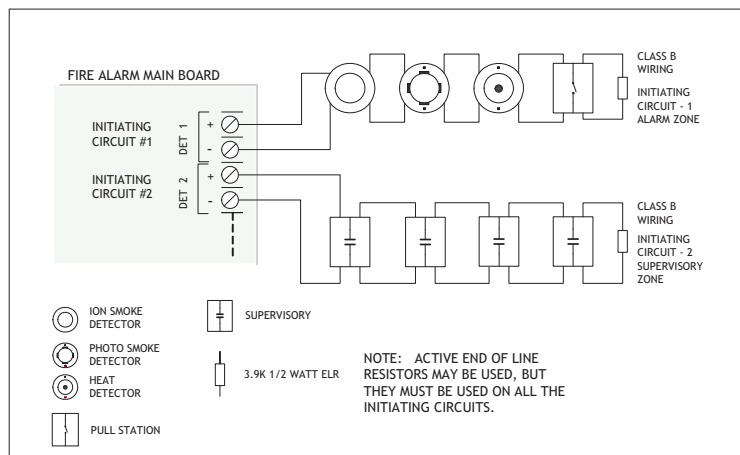 FIRE ALARM MAIN BOARD
INITIATING
CIRCUIT #1
DET 1
+
-
INITIATING
CIRCUIT #2
DET 2
+
-
CLASS B
WIRING
INITIATING
CIRCUIT - 1
ALARM ZONE
CLASS B
WIRING
INITIATING
CIRCUIT - 2
SUPERVISORY
ZONE
ION SMOKE
DETECTOR
PHOTO SMOKE
DETECTOR
HEAT
DETECTOR
PULL STATION
SUPERVISORY
3.9K 1/2 WATT ELR
NOTE: ACTIVE END OF LINE
RESISTORS MAY BE USED, BUT
THEY MUST BE USED ON ALL THE
INITIATING CIRCUITS.